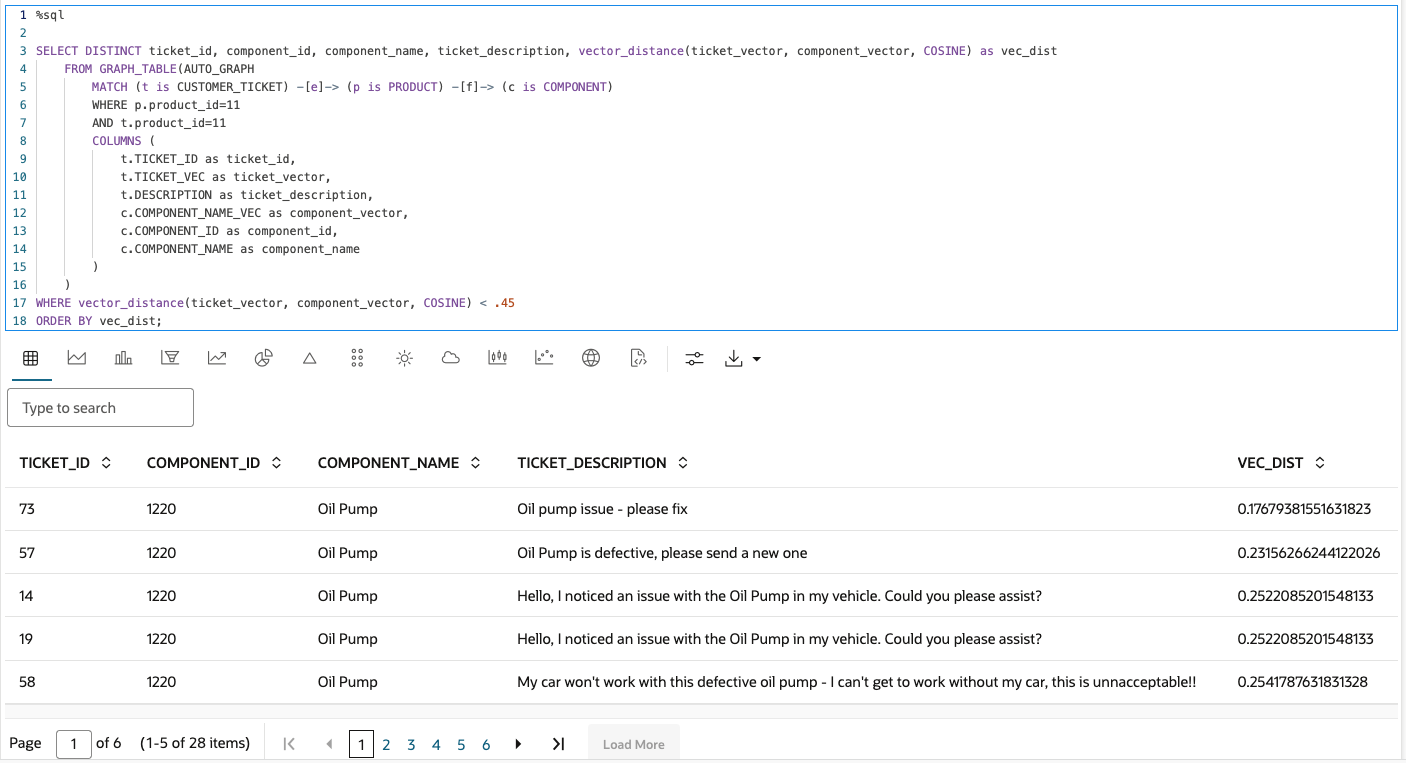 1 %sql
2
3 SELECT DISTINCT ticket_id, component_id, component_name, ticket_description, vector_distance(ticket_vector, component_vector, COSINE) as vec_dist
4 FROM GRAPH_TABLE(AUTO_GRAPH
5 MATCH (t is CUSTOMER_TICKET) -[e]-> (p is PRODUCT) -[f]-> (c is COMPONENT)
6 WHERE p.product_id=11
7 AND t.product_id=11
8 COLUMNS (
9 t.TICKET_ID as ticket_id,
10 t.TICKET_VEC as ticket_vector,
11 t.DESCRIPTION as ticket_description,
12 c.COMPONENT_NAME_VEC as component_vector,
13 c.COMPONENT_ID as component_id,
14 c.COMPONENT_NAME as component_name
15 )
16 )
17 WHERE vector_distance(ticket_vector, component_vector, COSINE) < .45
18 ORDER BY vec_dist;
Type to search
TICKET_ID COMPONENT_ID COMPONENT_NAME TICKET_DESCRIPTION VEC_DIST
73 1220 Oil Pump Oil pump issue - please fix 0.17679381551631823
57 1220 Oil Pump Oil Pump is defective, please send a new one 0.23156266244122026
14 1220 Oil Pump Hello, I noticed an issue with the Oil Pump in my vehicle. Could you please assist? 0.2522085201548133
19 1220 Oil Pump Hello, I noticed an issue with the Oil Pump in my vehicle. Could you please assist? 0.2522085201548133
58 1220 Oil Pump My car won't work with this defective oil pump - I can't get to work without my car, this is unnacceptable!! 0.2541787631831328
Page 1 of 6 (1-5 of 28 items) 1 2 3 4 5 6 Load More